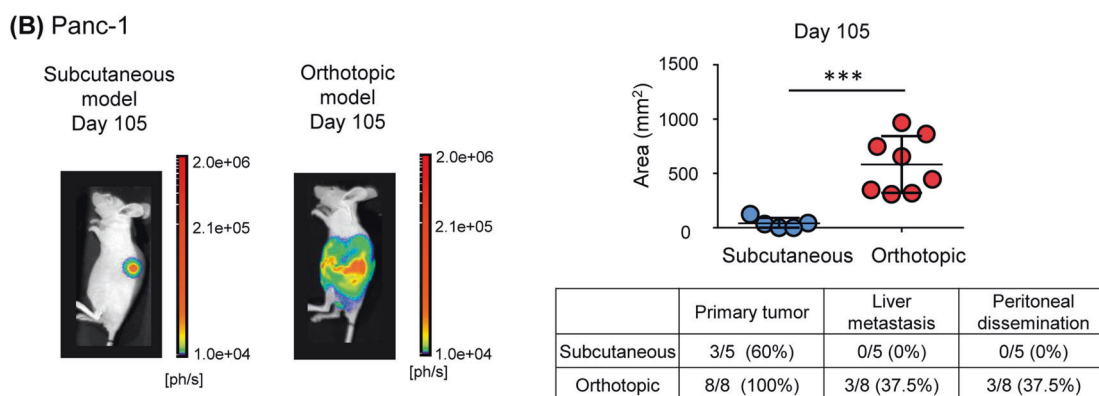 (B) Panc-1
Subcutaneous
model
Day 105
2.0e+06
2.1e+05
1.0e+04
[ph/s]
Orthotopic
model
Day 105
2.0e+06
2.1e+05
1.0e+04
[ph/s]
Day 105
Area (mm²)
1500
1000
500
0
***
Subcutaneous Orthotopic
Primary tumor Liver metastasis Peritoneal dissemination
Subcutaneous 3/5 (60%) 0/5 (0%) 0/5 (0%)
Orthotopic 8/8 (100%) 3/8 (37.5%) 3/8 (37.5%)